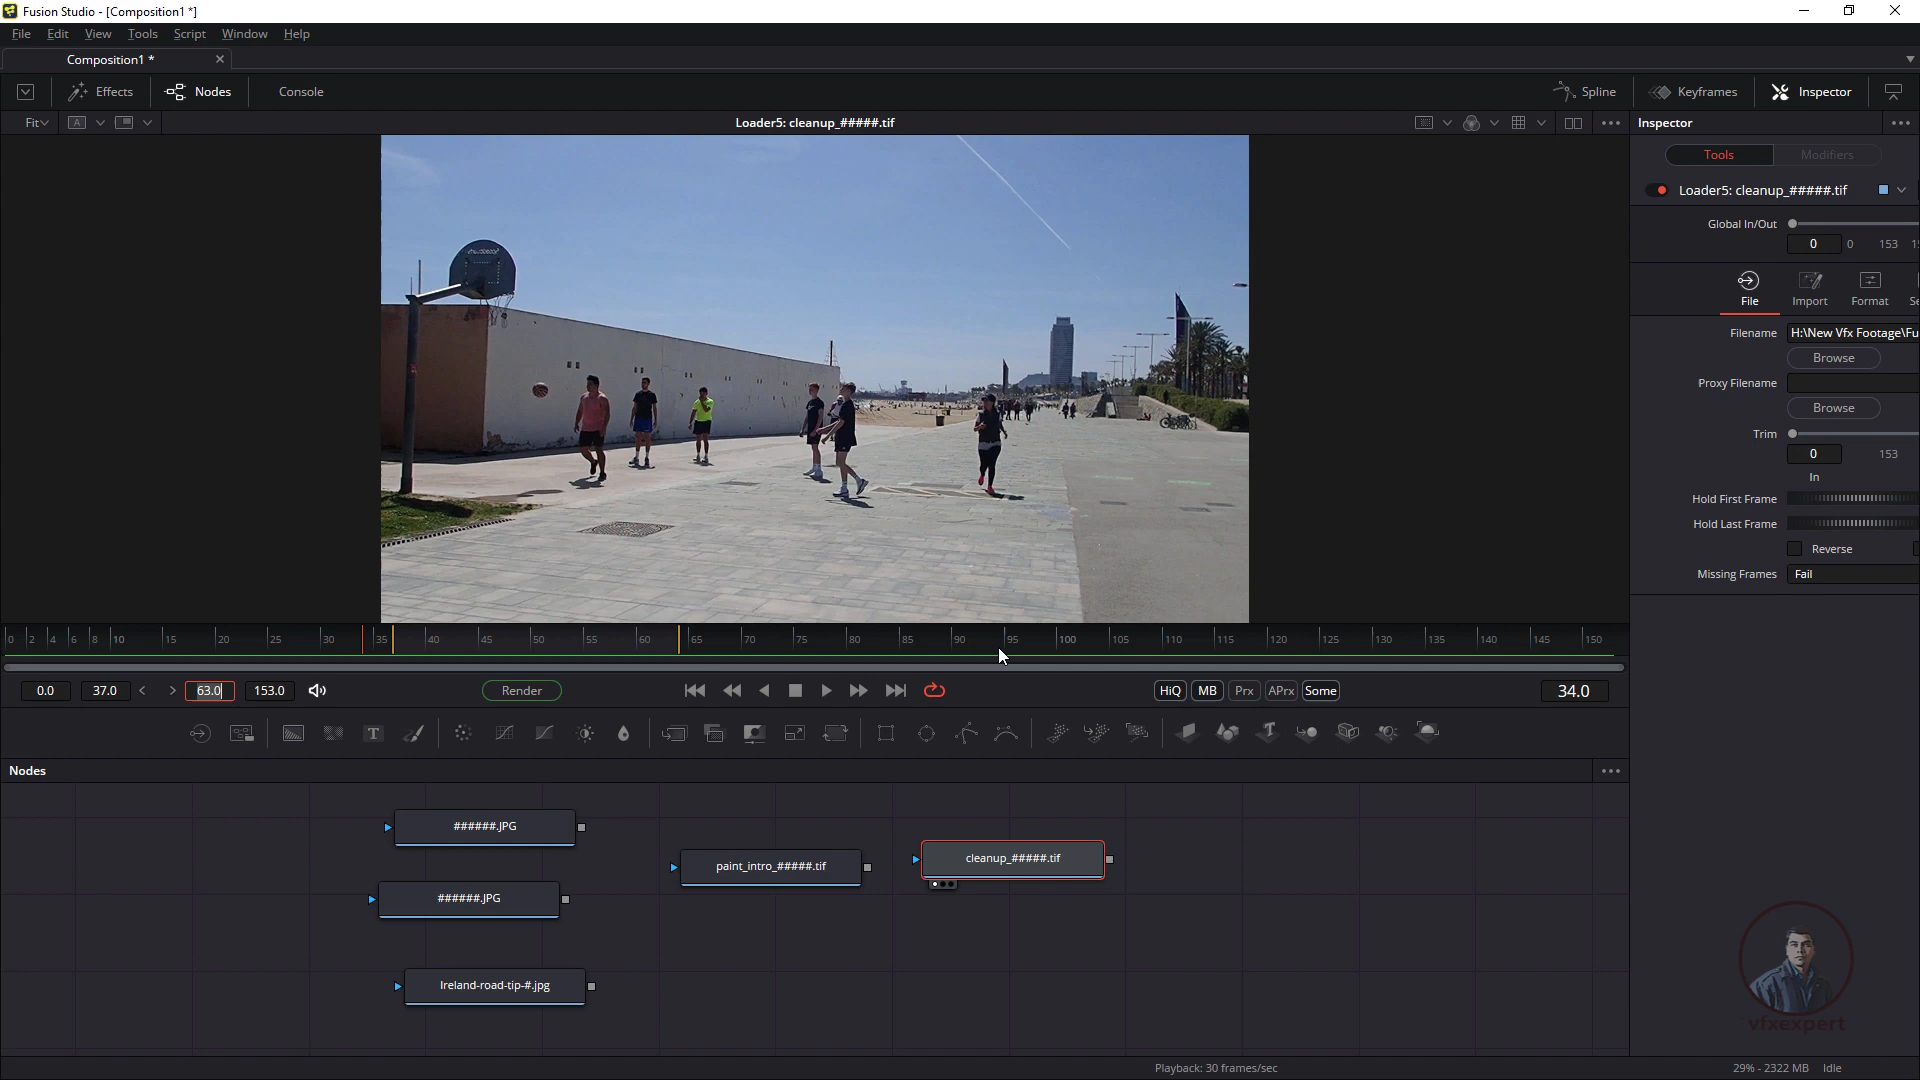 Fusion Studio - [Composition1 *]
File Edit View Tools Script Window Help
Composition1 *
Effects Nodes Console Spline Keyframes Inspector
Fit A Loader5: cleanup_#####.tif Inspector
Tools Modifiers
Loader5: cleanup_#####.tif
Global In/Out
0 0 153
File Import Format
Filename H:\New Vfx Footage\Fu
Browse
Proxy Filename
Browse
Trim
0 153
In
Hold First Frame
Hold Last Frame
Reverse
Missing Frames Fail
0 2 4 6 8 10 15 20 25 30 35 40 45 50 55 60 65 70 75 80 85 90 95 100 105 110 115 120 125 130 135 140 145 150
0.0 37.0 < > 63.0 153.0 Render HiQ MB Prx APrx Some 34.0
Nodes
######.JPG
paint_intro_#####.tif
cleanup_#####.tif
######.JPG
Ireland-road-tip-#.jpg
vfxexpert
Playback: 30 frames/sec 29% - 2322 MB Idle